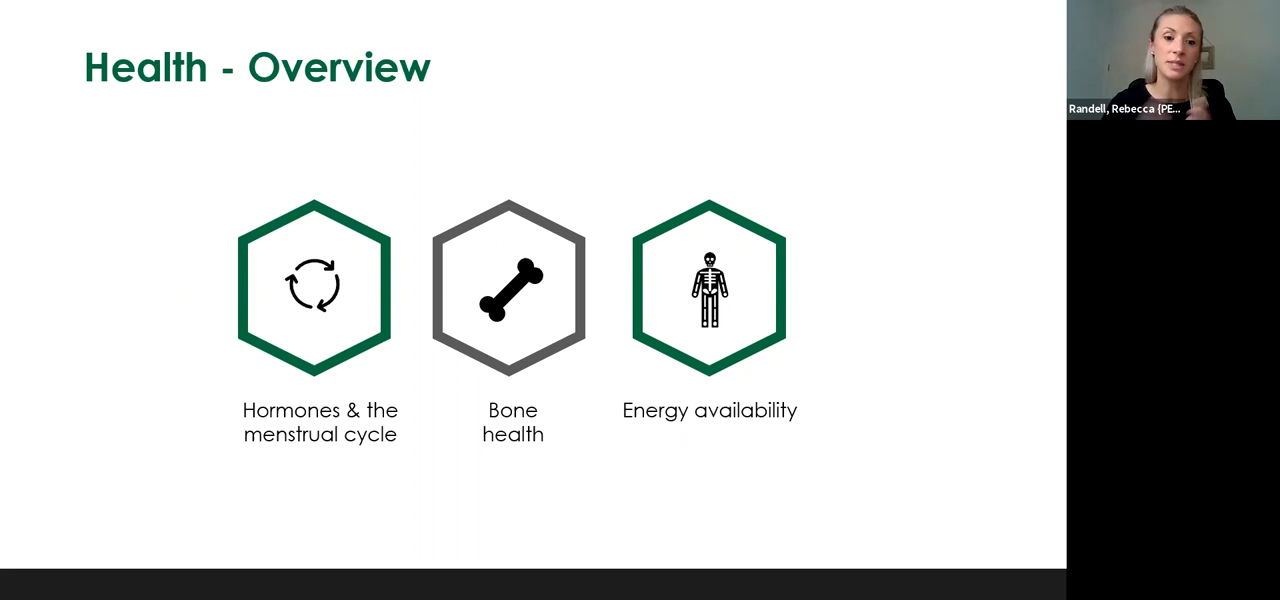 Health - Overview
Randell, Rebecca {PE...
Hormones & the
menstrual cycle
Bone
health
Energy availability